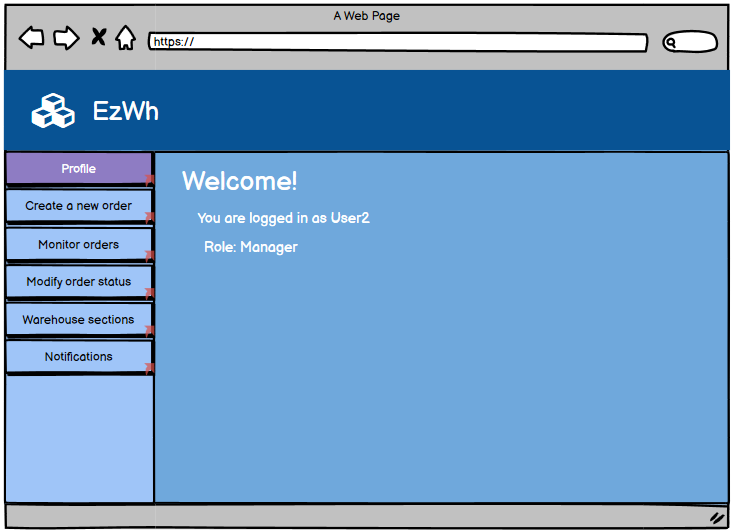 A Web Page
https://
EzWh
Profile
Create a new order
Monitor orders
Modify order status
Warehouse sections
Notifications
Welcome!
You are logged in as User2
Role: Manager